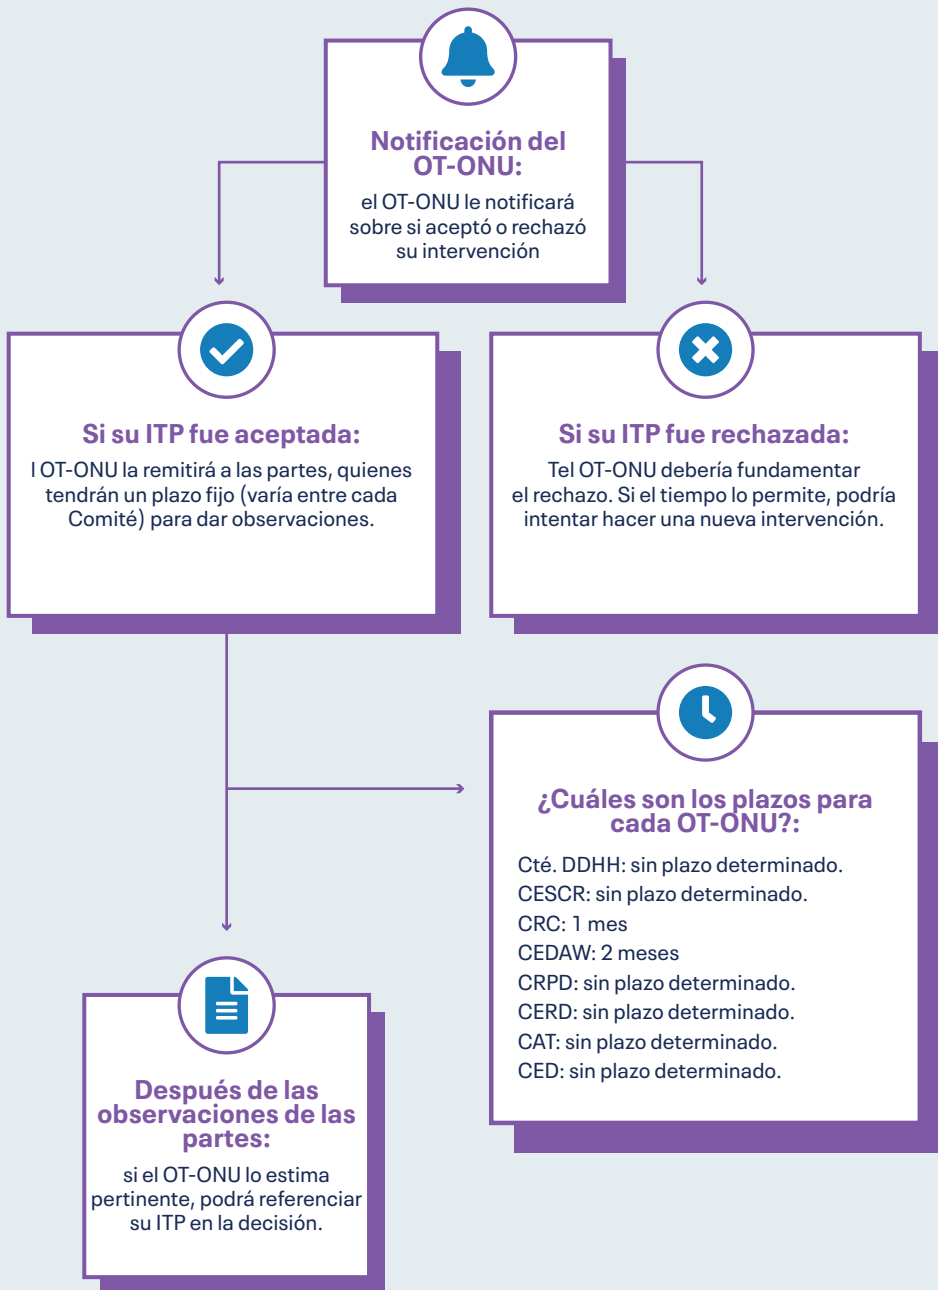 Notificación del
OT-ONU:
el OT-ONU le notificará
sobre si aceptó o rechazó
su intervención
Si su ITP fue aceptada:
l OT-ONU la remitirá a las partes, quienes
tendrán un plazo fijo (varía entre cada
Comité) para dar observaciones.
Si su ITP fue rechazada:
Tel OT-ONU debería fundamentar
el rechazo. Si el tiempo lo permite, podría
intentar hacer una nueva intervención.
¿Cuáles son los plazos para
cada OT-ONU?:
Cté. DDHH: sin plazo determinado.
CESCR: sin plazo determinado.
CRC: 1 mes
CEDAW: 2 meses
CRPD: sin plazo determinado.
CERD: sin plazo determinado.
CAT: sin plazo determinado.
CED: sin plazo determinado.
Después de las
observaciones de las
partes:
si el OT-ONU lo estima
pertinente, podrá referenciar
su ITP en la decisión.